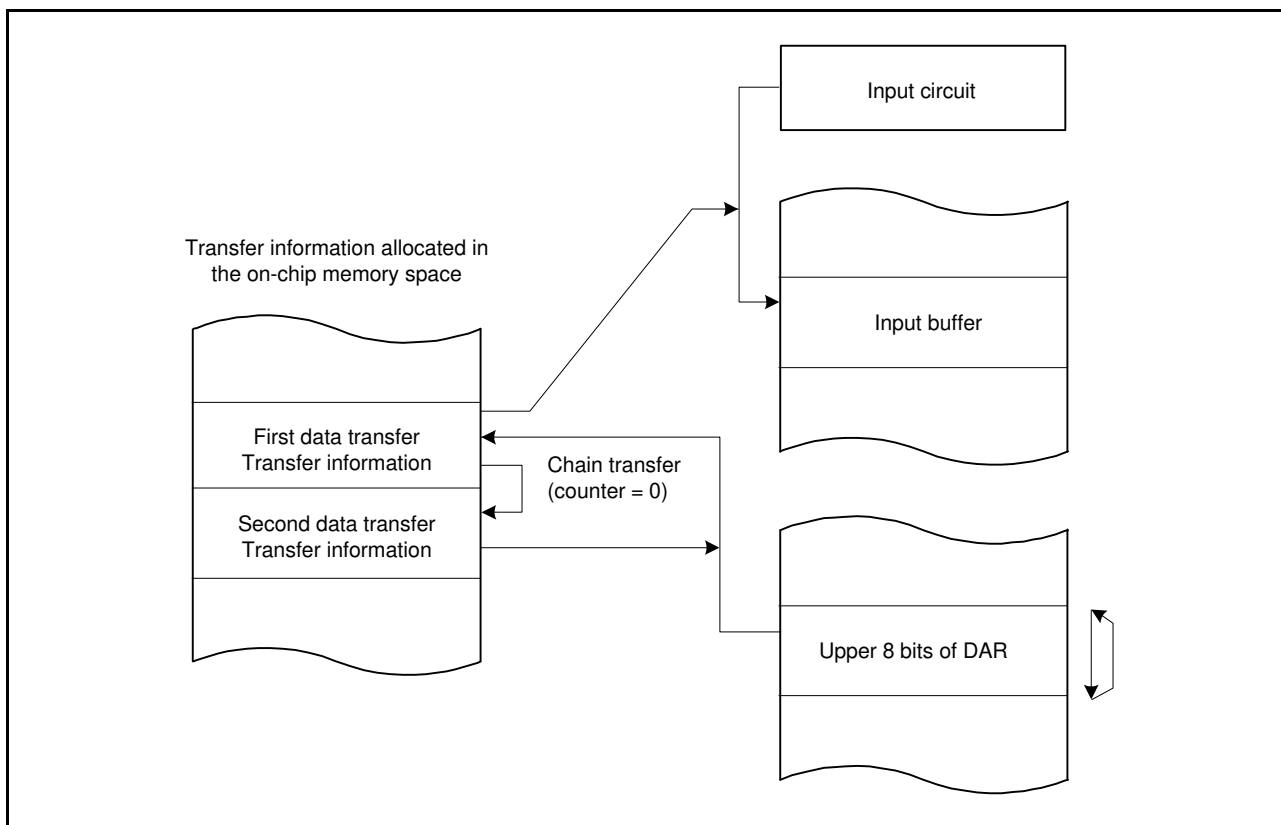 Input circuit
Transfer information allocated in
the on-chip memory space
Input buffer
First data transfer
Transfer information
Chain transfer
(counter = 0)
Second data transfer
Transfer information
Upper 8 bits of DAR